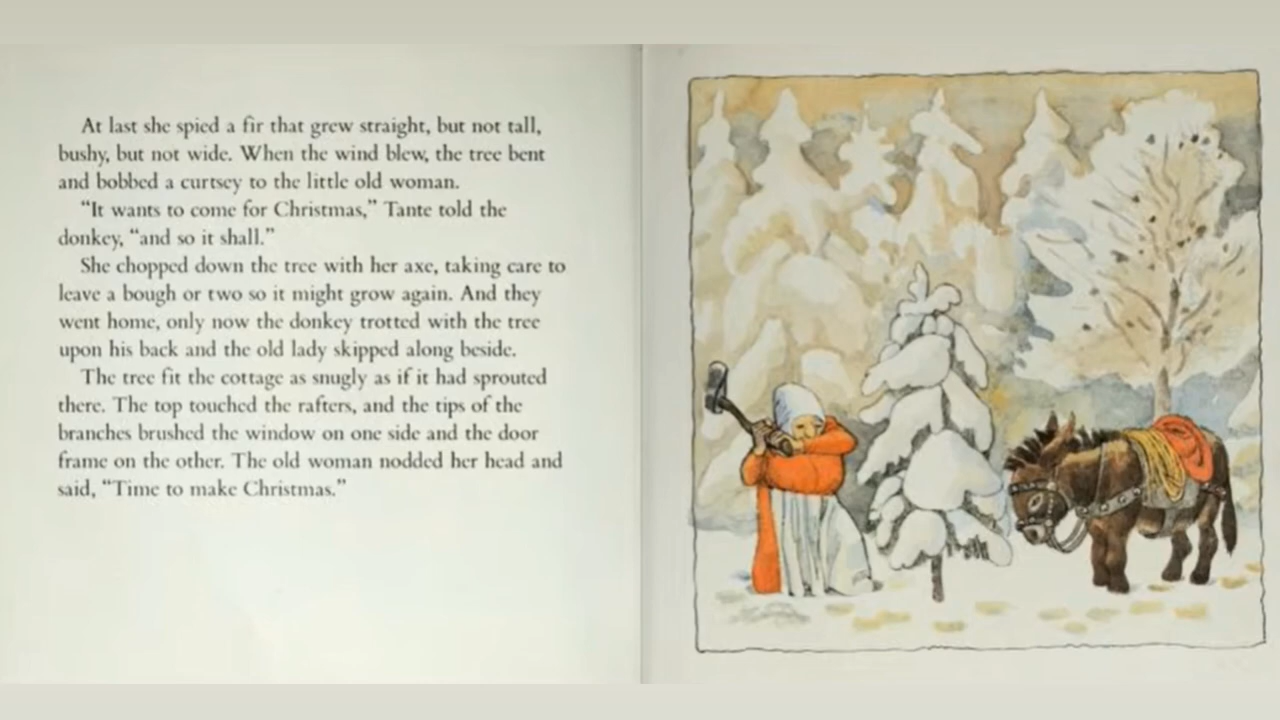 At last she spied a fir that grew straight, but not tall,
bushy, but not wide. When the wind blew, the tree bent
and bobbed a curtsey to the little old woman.
“It wants to come for Christmas,” Tante told the
donkey, “and so it shall.”
She chopped down the tree with her axe, taking care to
leave a bough or two so it might grow again. And they
went home, only now the donkey trotted with the tree
upon his back and the old lady skipped along beside.
The tree fit the cottage as snugly as if it had sprouted
there. The top touched the rafters, and the tips of the
branches brushed the window on one side and the door
frame on the other. The old woman nodded her head and
said, “Time to make Christmas.”